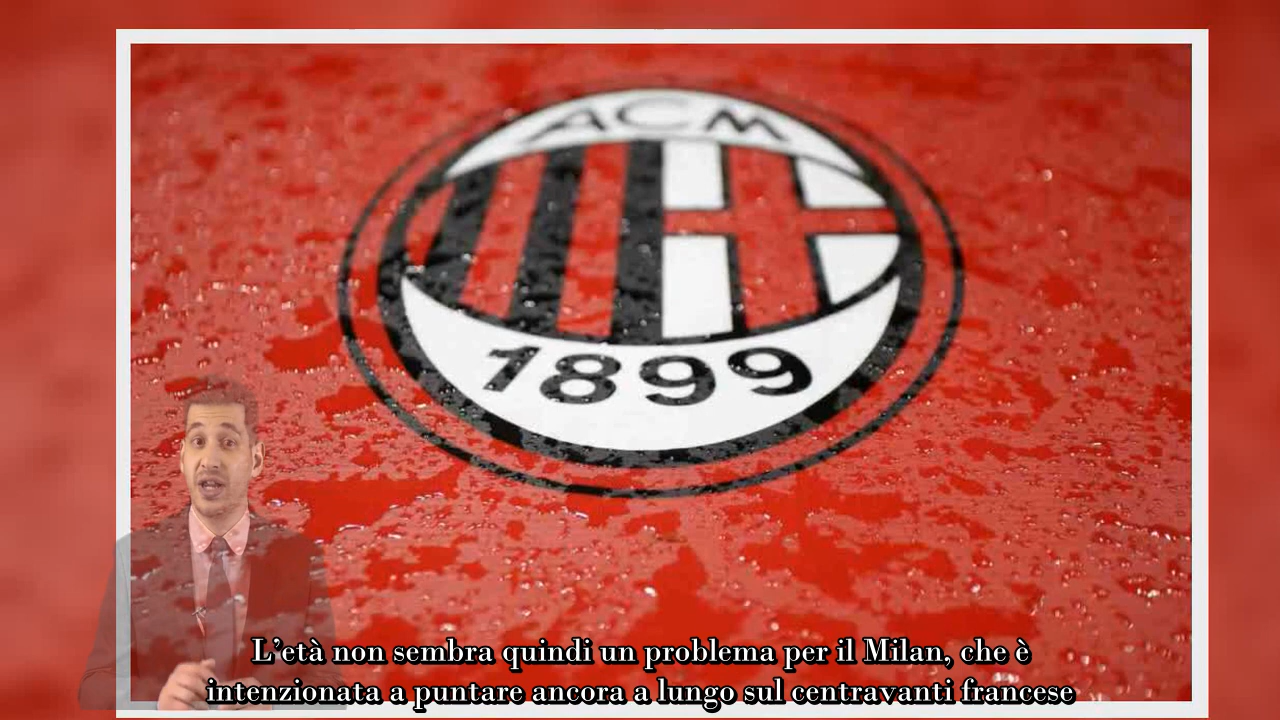 ACM
1899
L'età non sembra quindi un problema per il Milan, che è
intenzionata a puntare ancora a lungo sul centravanti francese